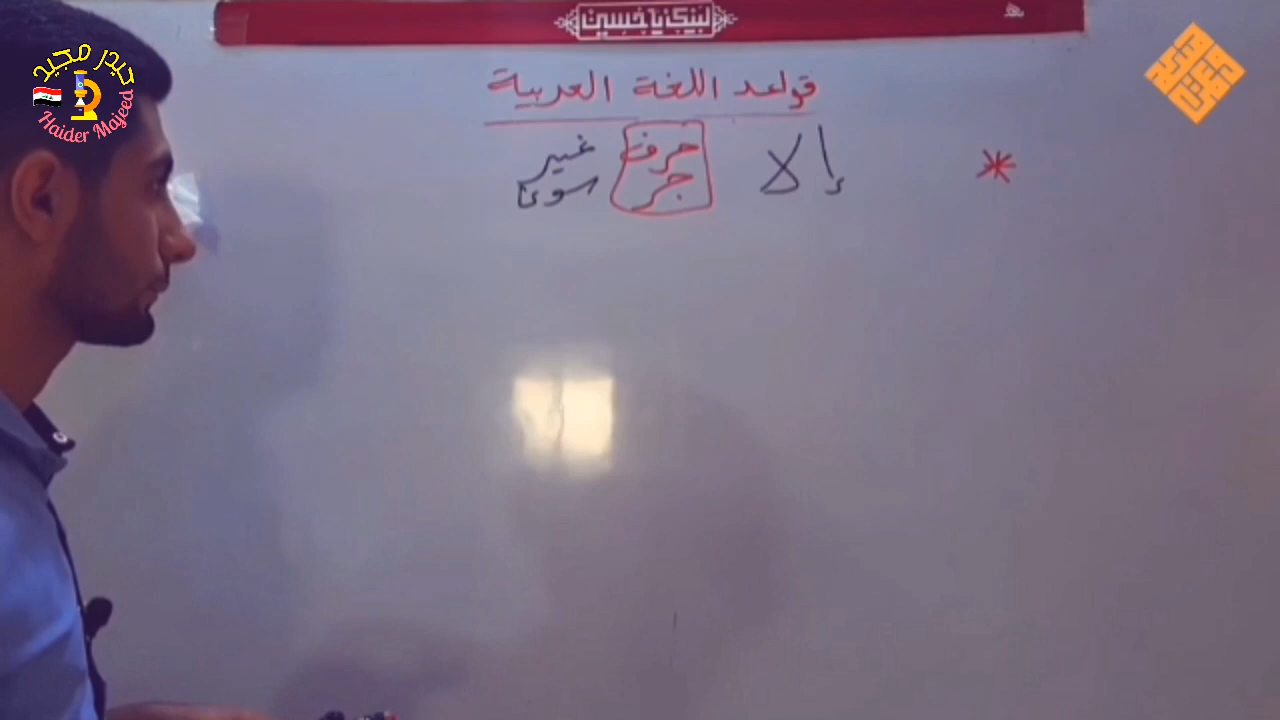 لبيك يا حسين
حيدر مجيد
Haider Majeed
قواعد اللغة العربية
إلا حرف غير
جر سوى